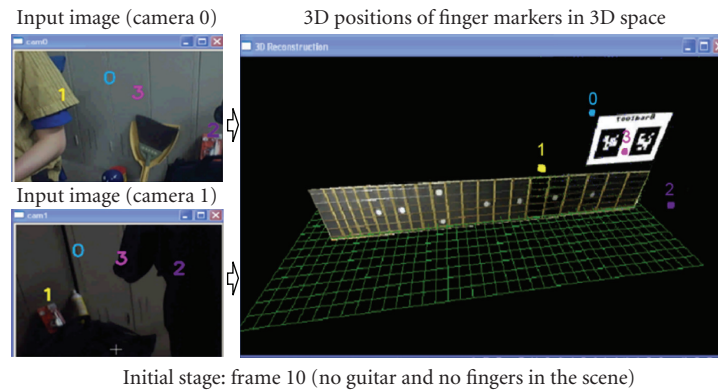 Input image (camera 0)
3D positions of finger markers in 3D space
cam0
0
3
1
2
3D Reconstruction
0
1
3
2
Input image (camera 1)
cam1
0
3
2
1
Initial stage: frame 10 (no guitar and no fingers in the scene)